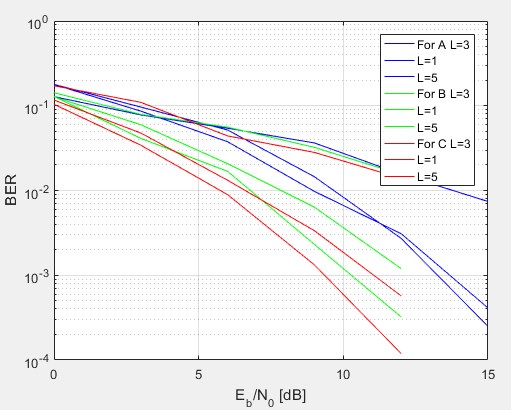 10^0
10^-1
10^-2
10^-3
10^-4
BER
0
5
10
15
E_b/N_0 [dB]
For A L=3
L=1
L=5
For B L=3
L=1
L=5
For C L=3
L=1
L=5